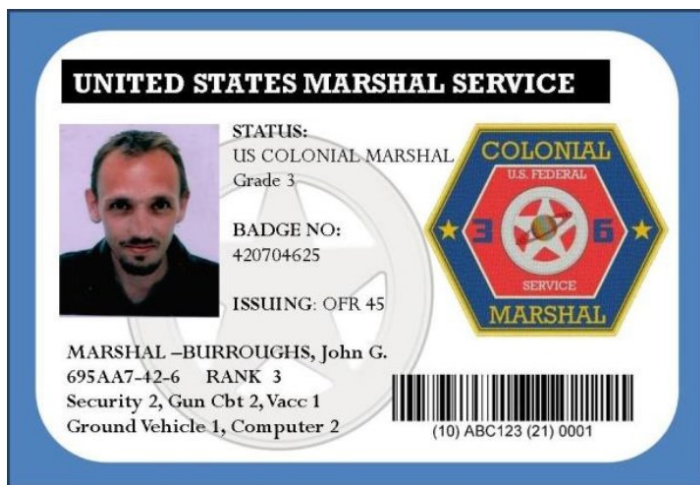 UNITED STATES MARSHAL SERVICE
STATUS:
US COLONIAL MARSHAL
Grade 3
BADGE NO:
420704625
ISSUING: OFR 45
COLONIAL
U.S. FEDERAL
3 6
SERVICE
MARSHAL
MARSHAL –BURROUGHS, John G.
695AA7-42-6 RANK 3
Security 2, Gun Cbt 2, Vacc 1
Ground Vehicle 1, Computer 2
(10) ABC123 (21) 0001